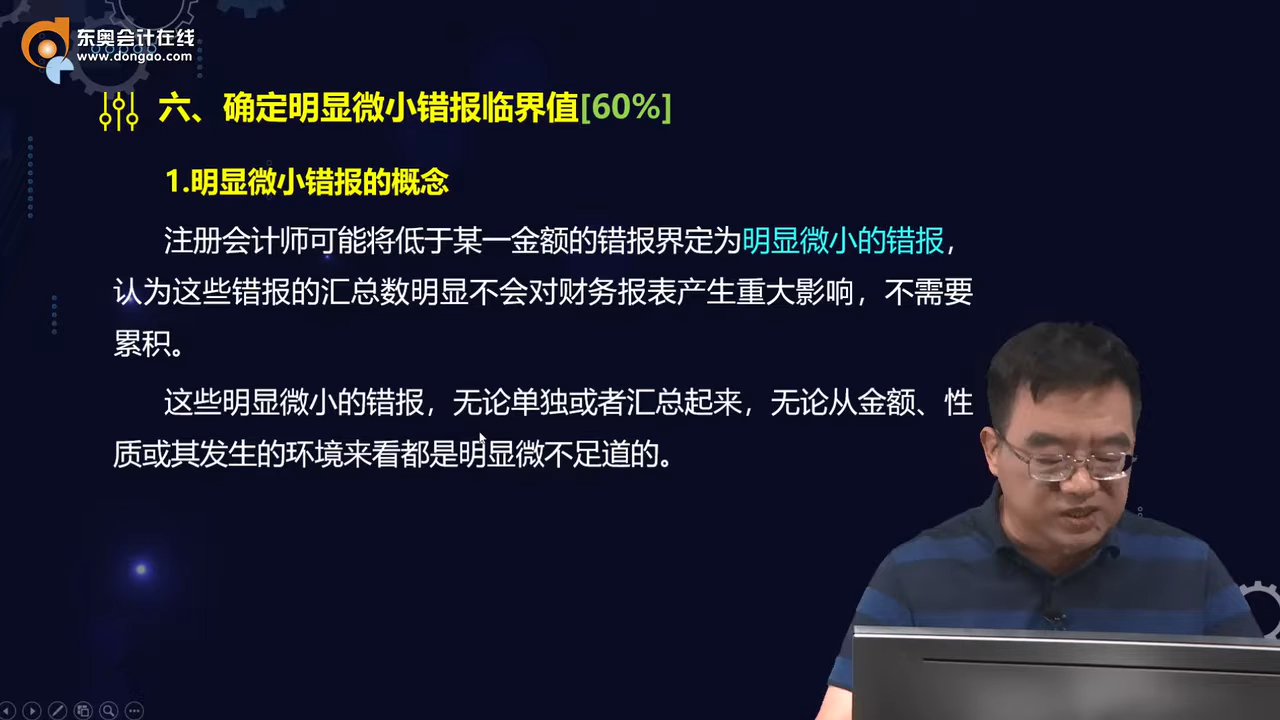 东奥会计在线
www.dongao.com
六、确定明显微小错报临界值[60%]
1.明显微小错报的概念
注册会计师可能将低于某一金额的错报界定为明显微小的错报，
认为这些错报的汇总数明显不会对财务报表产生重大影响，不需要
累积。
这些明显微小的错报，无论单独或者汇总起来，无论从金额、性
质或其发生的环境来看都是明显微不足道的。